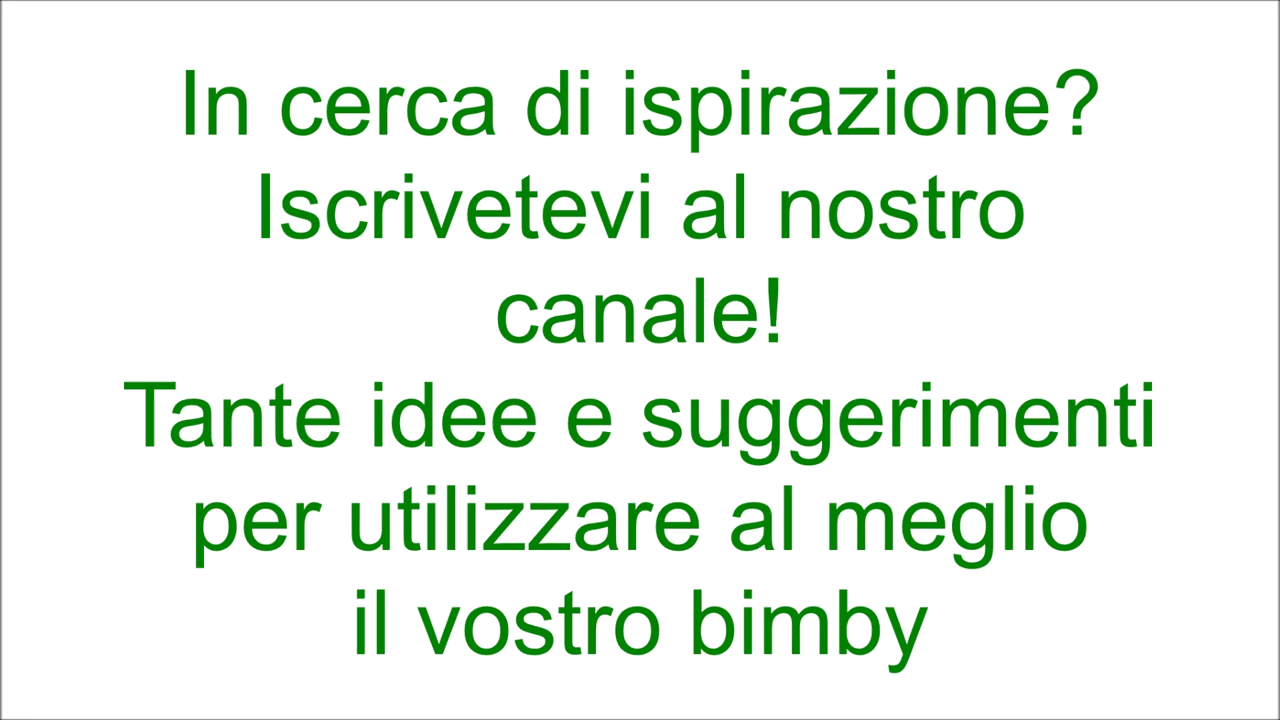 In cerca di ispirazione?
Iscrivetevi al nostro
canale!
Tante idee e suggerimenti
per utilizzare al meglio
il vostro bimby